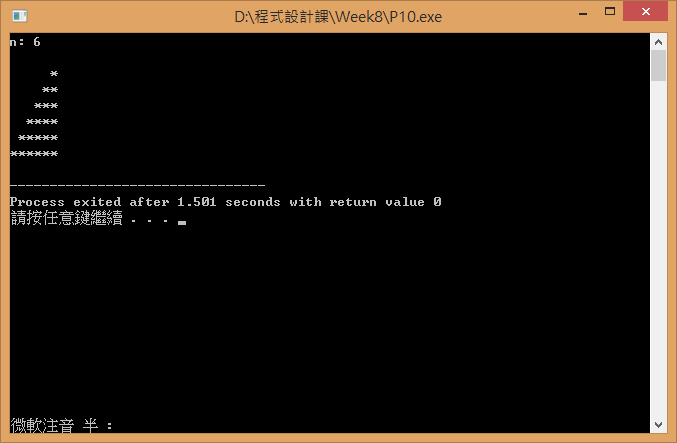 D:\程式設計課\Week8\P10.exe
n: 6
     *
    **
   ***
  ****
 *****
******
--------------------------------
Process exited after 1.501 seconds with return value 0
請按任意鍵繼續 . . .
微軟注音 半 :